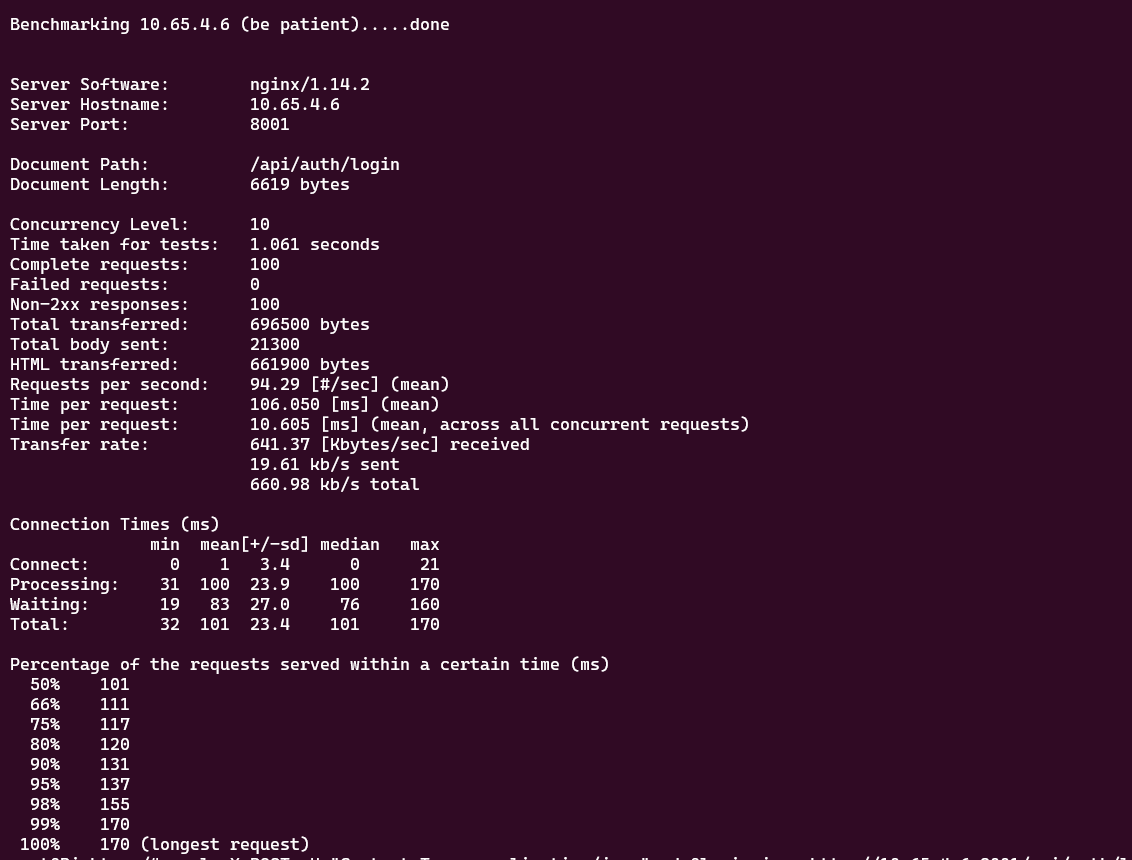 Benchmarking 10.65.4.6 (be patient).....done
Server Software:        nginx/1.14.2
Server Hostname:        10.65.4.6
Server Port:            8001
Document Path:          /api/auth/login
Document Length:        6619 bytes
Concurrency Level:      10
Time taken for tests:   1.061 seconds
Complete requests:      100
Failed requests:        0
Non-2xx responses:      100
Total transferred:      696500 bytes
Total body sent:        21300
HTML transferred:       661900 bytes
Requests per second:    94.29 [#/sec] (mean)
Time per request:       106.050 [ms] (mean)
Time per request:       10.605 [ms] (mean, across all concurrent requests)
Transfer rate:          641.37 [Kbytes/sec] received
                        19.61 kb/s sent
                        660.98 kb/s total
Connection Times (ms)
              min  mean[+/-sd] median   max
Connect:        0    1   3.4      0      21
Processing:    31  100  23.9    100     170
Waiting:       19   83  27.0     76     160
Total:         32  101  23.4    101     170
Percentage of the requests served within a certain time (ms)
  50%    101
  66%    111
  75%    117
  80%    120
  90%    131
  95%    137
  98%    155
  99%    170
 100%    170 (longest request)